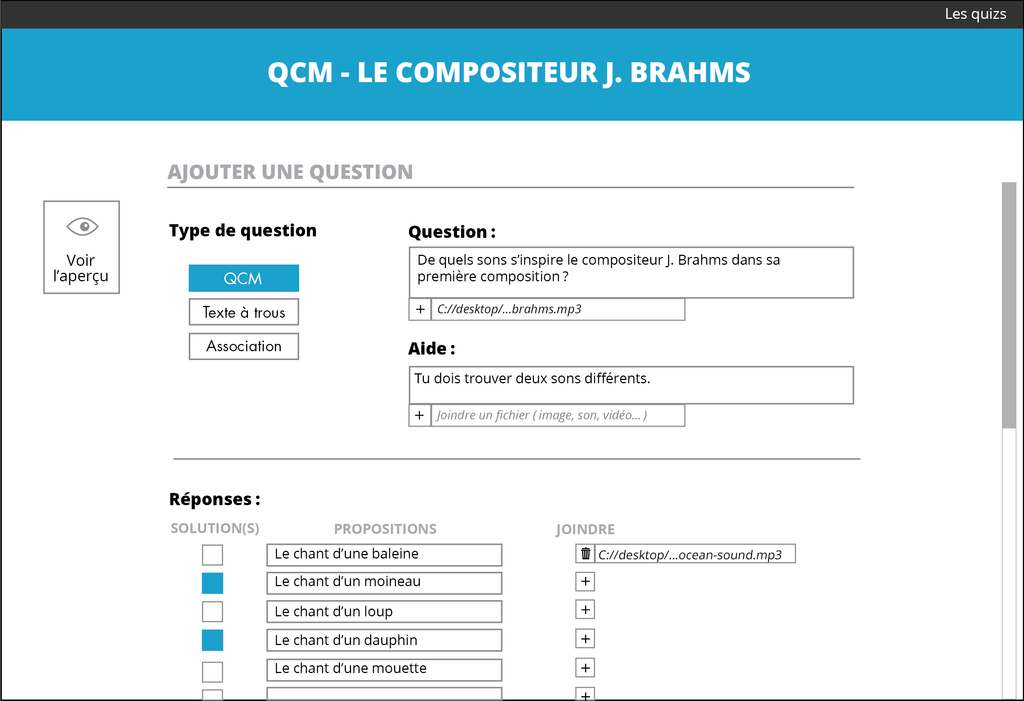 Les quizs
QCM - LE COMPOSITEUR J. BRAHMS
AJOUTER UNE QUESTION
Voir
l’aperçu
Type de question
QCM
Texte à trous
Association
Question :
De quels sons s’inspire le compositeur J. Brahms dans sa
première composition ?
+ C://desktop/...brahms.mp3
Aide :
Tu dois trouver deux sons différents.
+ Joindre un fichier ( image, son, vidéo... )
Réponses :
SOLUTION(S) PROPOSITIONS JOINDRE
Le chant d’une baleine C://desktop/...ocean-sound.mp3
Le chant d’un moineau +
Le chant d’un loup +
Le chant d’un dauphin +
Le chant d’une mouette +
+